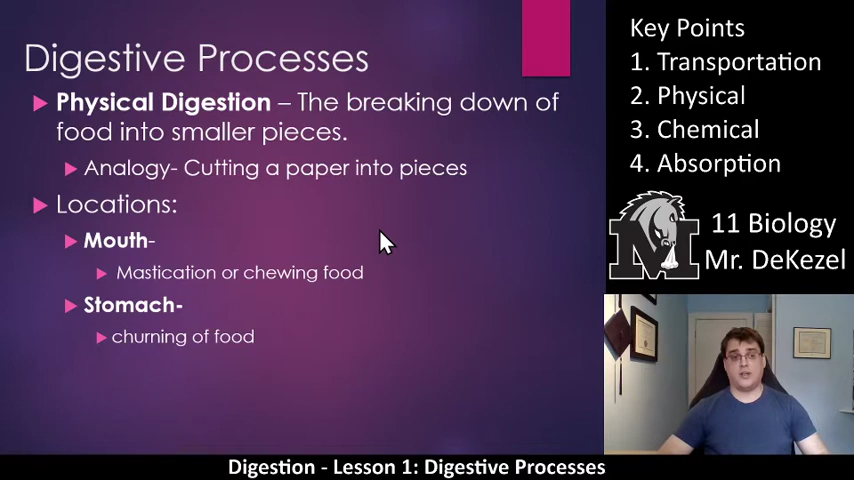 Digestive Processes
Physical Digestion – The breaking down of
food into smaller pieces.
Analogy- Cutting a paper into pieces
Locations:
Mouth-
Mastication or chewing food
Stomach-
churning of food
Key Points
1. Transportation
2. Physical
3. Chemical
4. Absorption
M
11 Biology
Mr. DeKezel
Digestion - Lesson 1: Digestive Processes